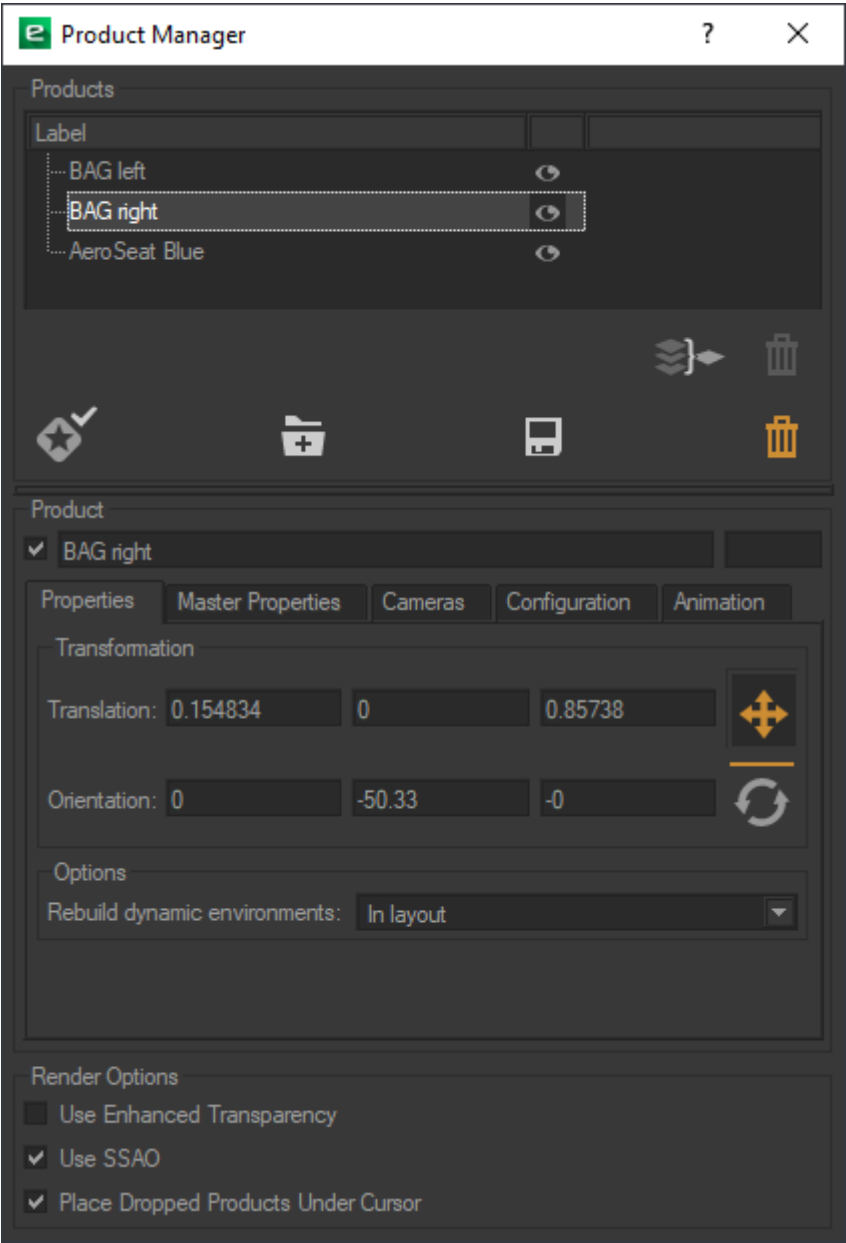 e Product Manager ?
Products
Label
BAG left
BAG right
AeroSeat Blue
Product
BAG right
Properties Master Properties Cameras Configuration Animation
Transformation
Translation: 0.154834 0 0.85738
Orientation: 0 -50.33 -0
Options
Rebuild dynamic environments: In layout
Render Options
Use Enhanced Transparency
Use SSAO
Place Dropped Products Under Cursor